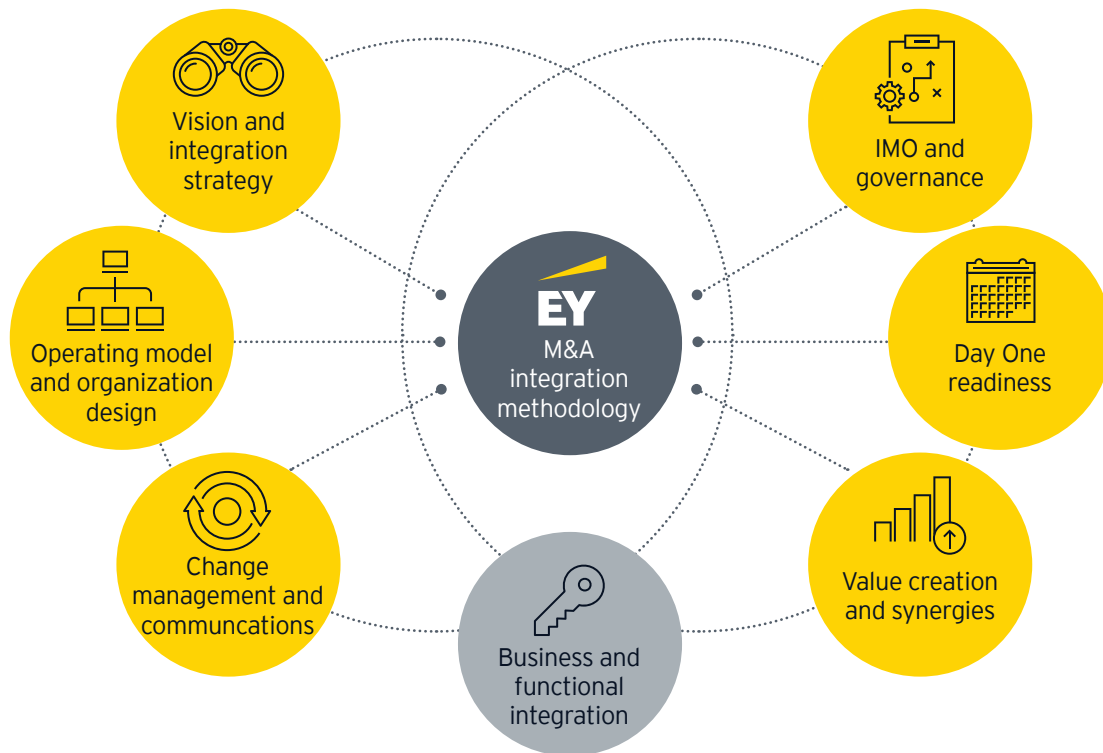 Vision and
integration
strategy
IMO and
governance
Operating model
and organization
design
EY
M&A
integration
methodology
Day One
readiness
Change
management and
communcations
Value creation
and synergies
Business and
functional
integration